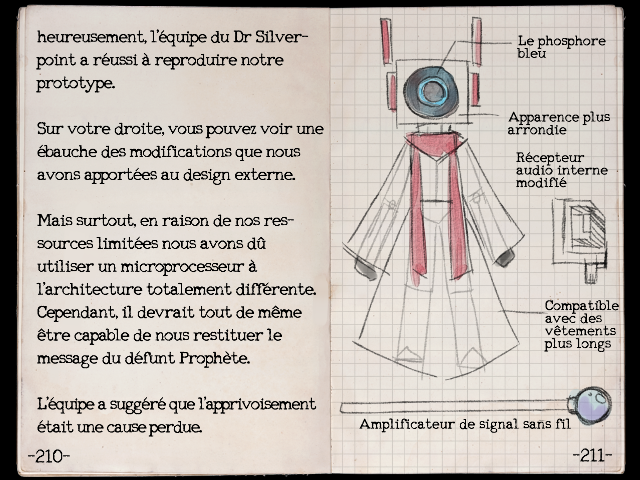 heureusement, l'équipe du Dr Silver-
point a réussi à reproduire notre
prototype.
Sur votre droite, vous pouvez voir une
ébauche des modifications que nous
avons apportées au design externe.
Mais surtout, en raison de nos res-
sources limitées nous avons dû
utiliser un microprocesseur à
l'architecture totalement différente.
Cependant, il devrait tout de même
être capable de nous restituer le
message du défunt Prophète.
L'équipe a suggéré que l'apprivoisement
était une cause perdue.
-210-
Le phosphore
bleu
Apparence plus
arrondie
Récepteur
audio interne
modifié
Compatible
avec des
vêtements
plus longs
Amplificateur de signal sans fil
-211-